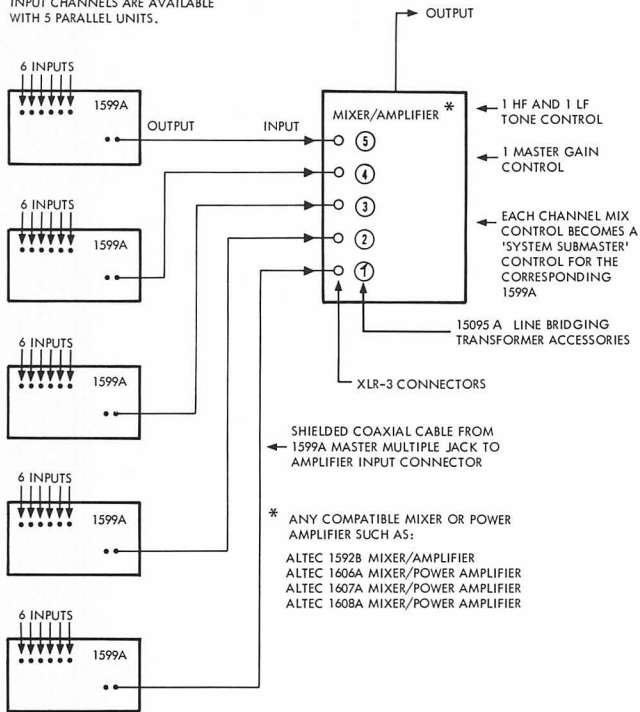 INPUT CHANNELS ARE AVAILABLE
WITH 5 PARALLEL UNITS.
OUTPUT
6 INPUTS
1599A
OUTPUT
INPUT
MIXER/AMPLIFIER *
5
4
3
2
1
1 HF AND 1 LF
TONE CONTROL
1 MASTER GAIN
CONTROL
EACH CHANNEL MIX
CONTROL BECOMES A
'SYSTEM SUBMASTER'
CONTROL FOR THE
CORRESPONDING
1599A
6 INPUTS
1599A
15095 A LINE BRIDGING
TRANSFORMER ACCESSORIES
XLR-3 CONNECTORS
6 INPUTS
1599A
SHIELDED COAXIAL CABLE FROM
1599A MASTER MULTIPLE JACK TO
AMPLIFIER INPUT CONNECTOR
6 INPUTS
1599A
* ANY COMPATIBLE MIXER OR POWER
AMPLIFIER SUCH AS:
ALTEC 1592B MIXER/AMPLIFIER
ALTEC 1606A MIXER/POWER AMPLIFIER
ALTEC 1607A MIXER/POWER AMPLIFIER
ALTEC 1608A MIXER/POWER AMPLIFIER
6 INPUTS
1599A